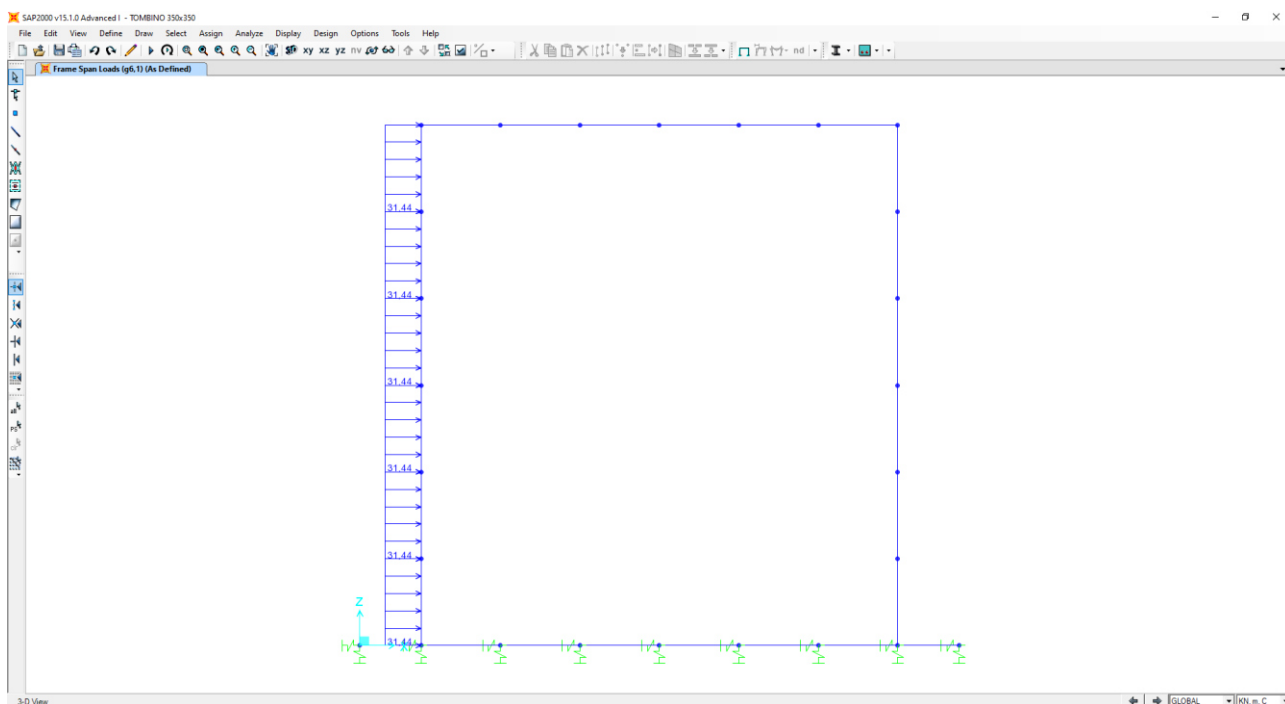 SAP2000 v15.1.0 Advanced I - TOMBINO 350x350
File Edit View Define Draw Select Assign Analyze Display Design Options Tools Help
xy xz yz nv nd
Frame Span Loads (g6,1) (As Defined)
31.44
31.44
31.44
31.44
31.44
Z
31.44
X
3-D View
GLOBAL KN, m, C